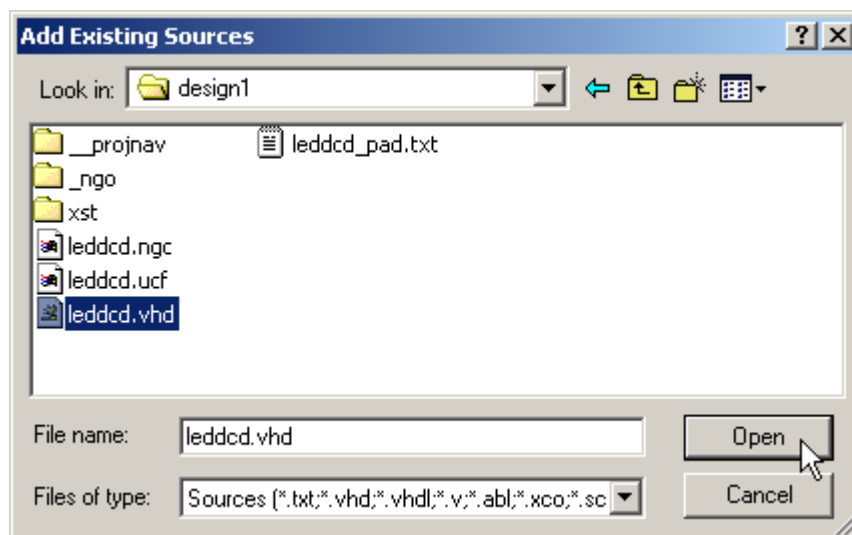 Add Existing Sources
Look in: design1
__projnav leddcd_pad.txt
_ngo
xst
leddcd.ngc
leddcd.ucf
leddcd.vhd
File name: leddcd.vhd Open
Files of type: Sources (*.txt;*.vhd;*.vhdl;*.v;*.abl;*.xco;*.sc Cancel